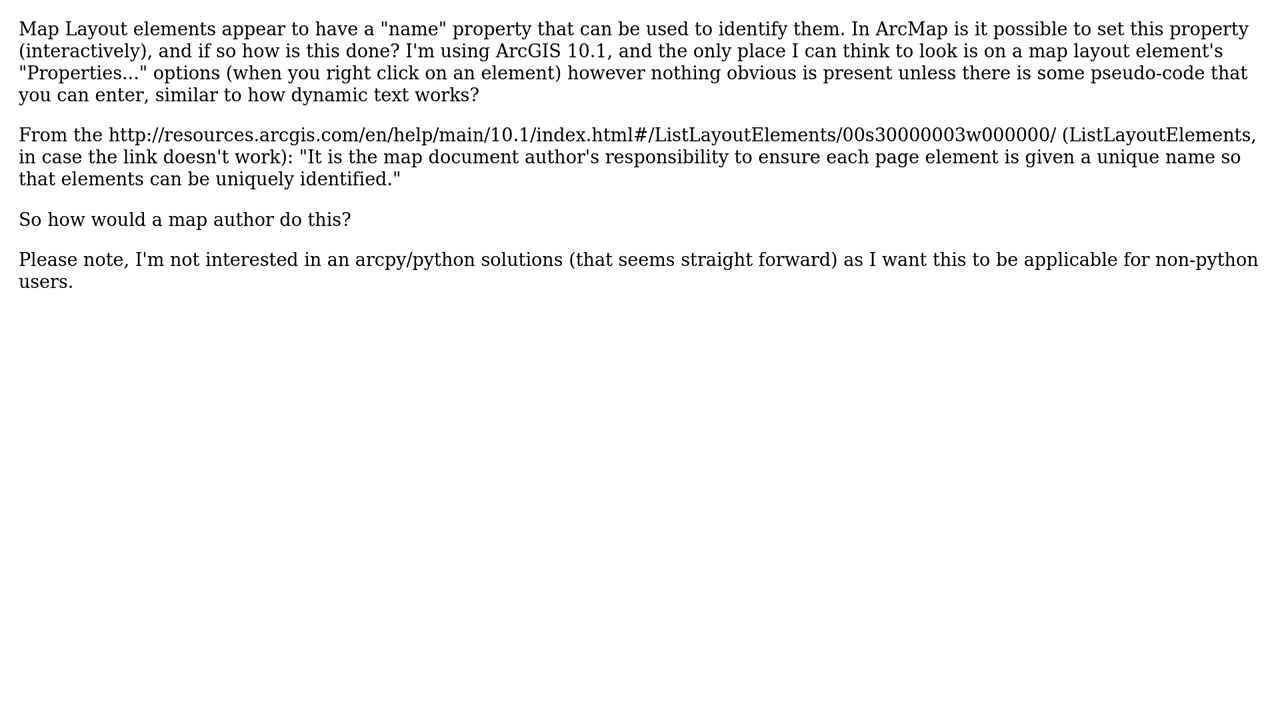 Map Layout elements appear to have a "name" property that can be used to identify them. In ArcMap is it possible to set this property
(interactively), and if so how is this done? I'm using ArcGIS 10.1, and the only place I can think to look is on a map layout element's
"Properties..." options (when you right click on an element) however nothing obvious is present unless there is some pseudo-code that
you can enter, similar to how dynamic text works?
From the http://resources.arcgis.com/en/help/main/10.1/index.html#/ListLayoutElements/00s30000003w000000/ (ListLayoutElements,
in case the link doesn't work): "It is the map document author's responsibility to ensure each page element is given a unique name so
that elements can be uniquely identified."
So how would a map author do this?
Please note, I'm not interested in an arcpy/python solutions (that seems straight forward) as I want this to be applicable for non-python
users.